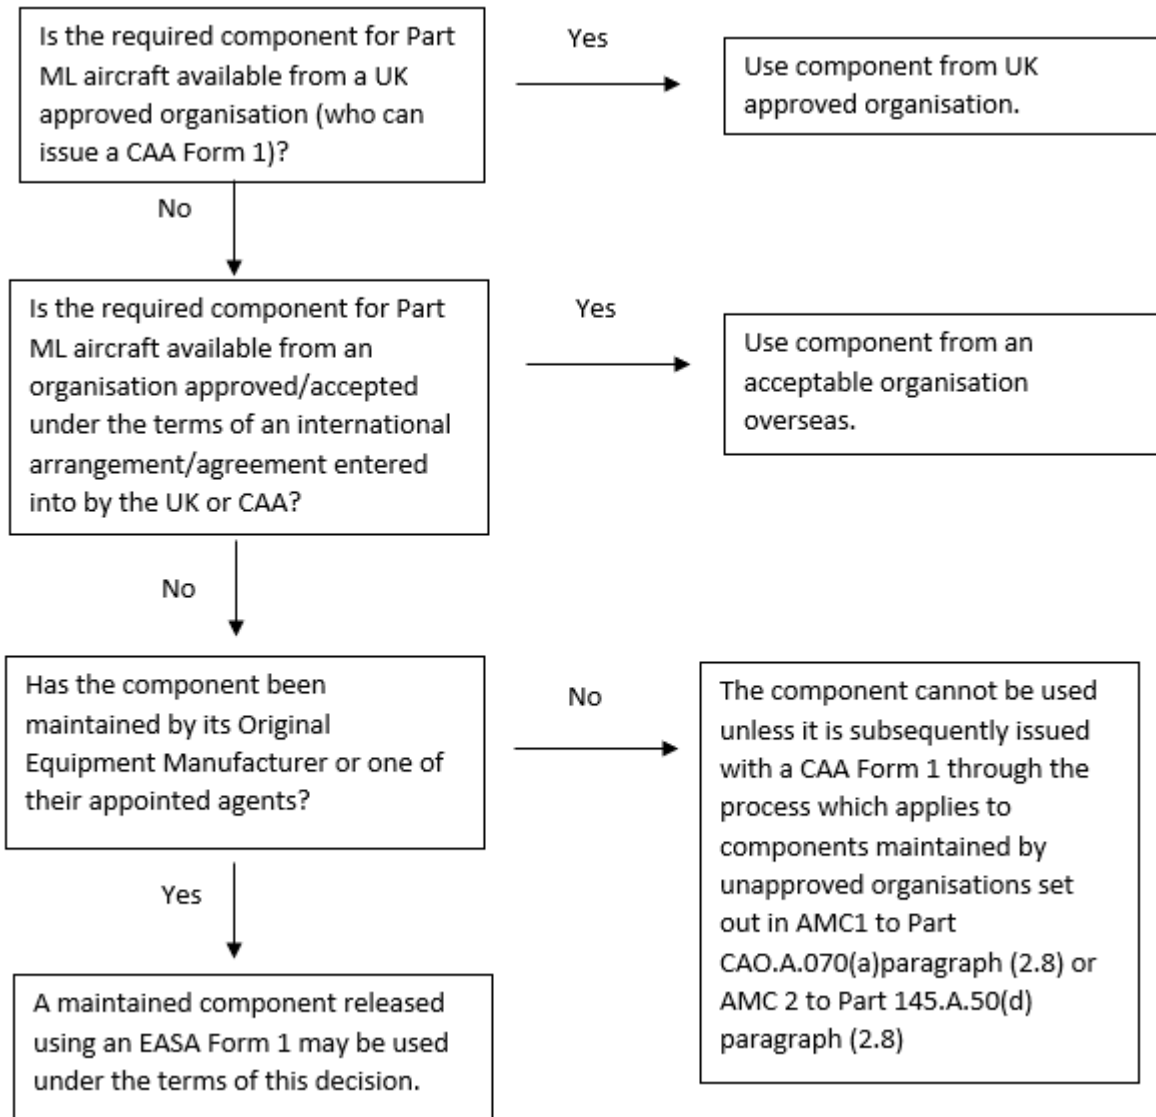 Is the required component for Part
ML aircraft available from a UK
approved organisation (who can
issue a CAA Form 1)?
Yes
Use component from UK
approved organisation.
No
Is the required component for Part
ML aircraft available from an
organisation approved/accepted
under the terms of an international
arrangement/agreement entered
into by the UK or CAA?
Yes
Use component from an
acceptable organisation
overseas.
No
Has the component been
maintained by its Original
Equipment Manufacturer or one of
their appointed agents?
No
The component cannot be used
unless it is subsequently issued
with a CAA Form 1 through the
process which applies to
components maintained by
unapproved organisations set
out in AMC1 to Part
CAO.A.070(a)paragraph (2.8) or
AMC 2 to Part 145.A.50(d)
paragraph (2.8)
Yes
A maintained component released
using an EASA Form 1 may be used
under the terms of this decision.